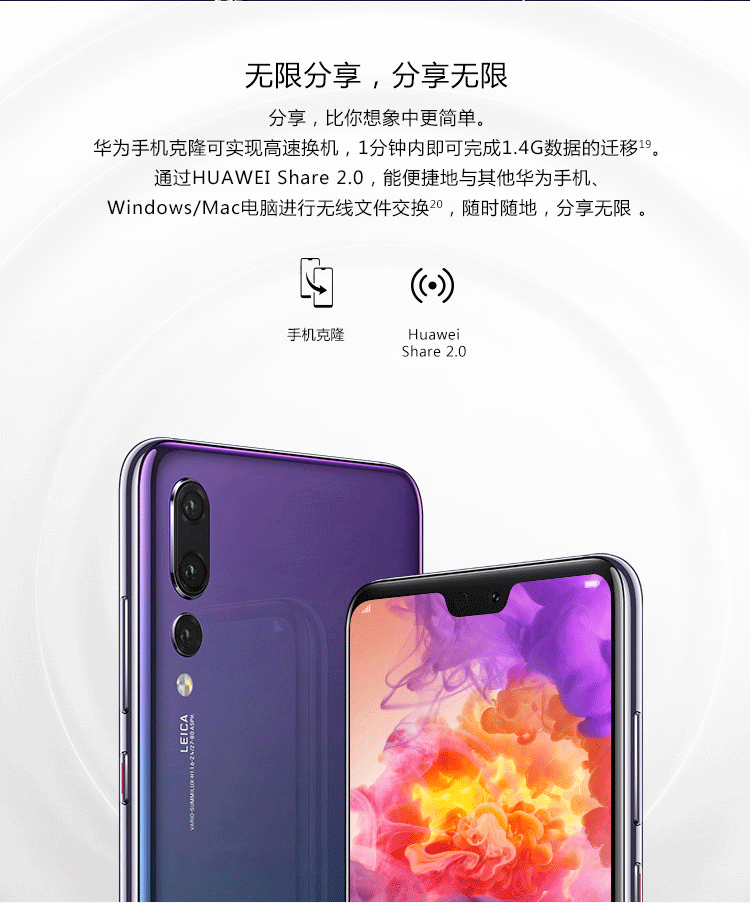 无限分享，分享无限
分享，比你想象中更简单。
华为手机克隆可实现高速换机，1分钟内即可完成1.4G数据的迁移19。
通过HUAWEI Share 2.0，能便捷地与其他华为手机、
Windows/Mac电脑进行无线文件交换20，随时随地，分享无限 。
手机克隆
Huawei
Share 2.0
LEICA
VARIO-SUMMILUX-H 1:1.6-2.4/27-80 ASPH.